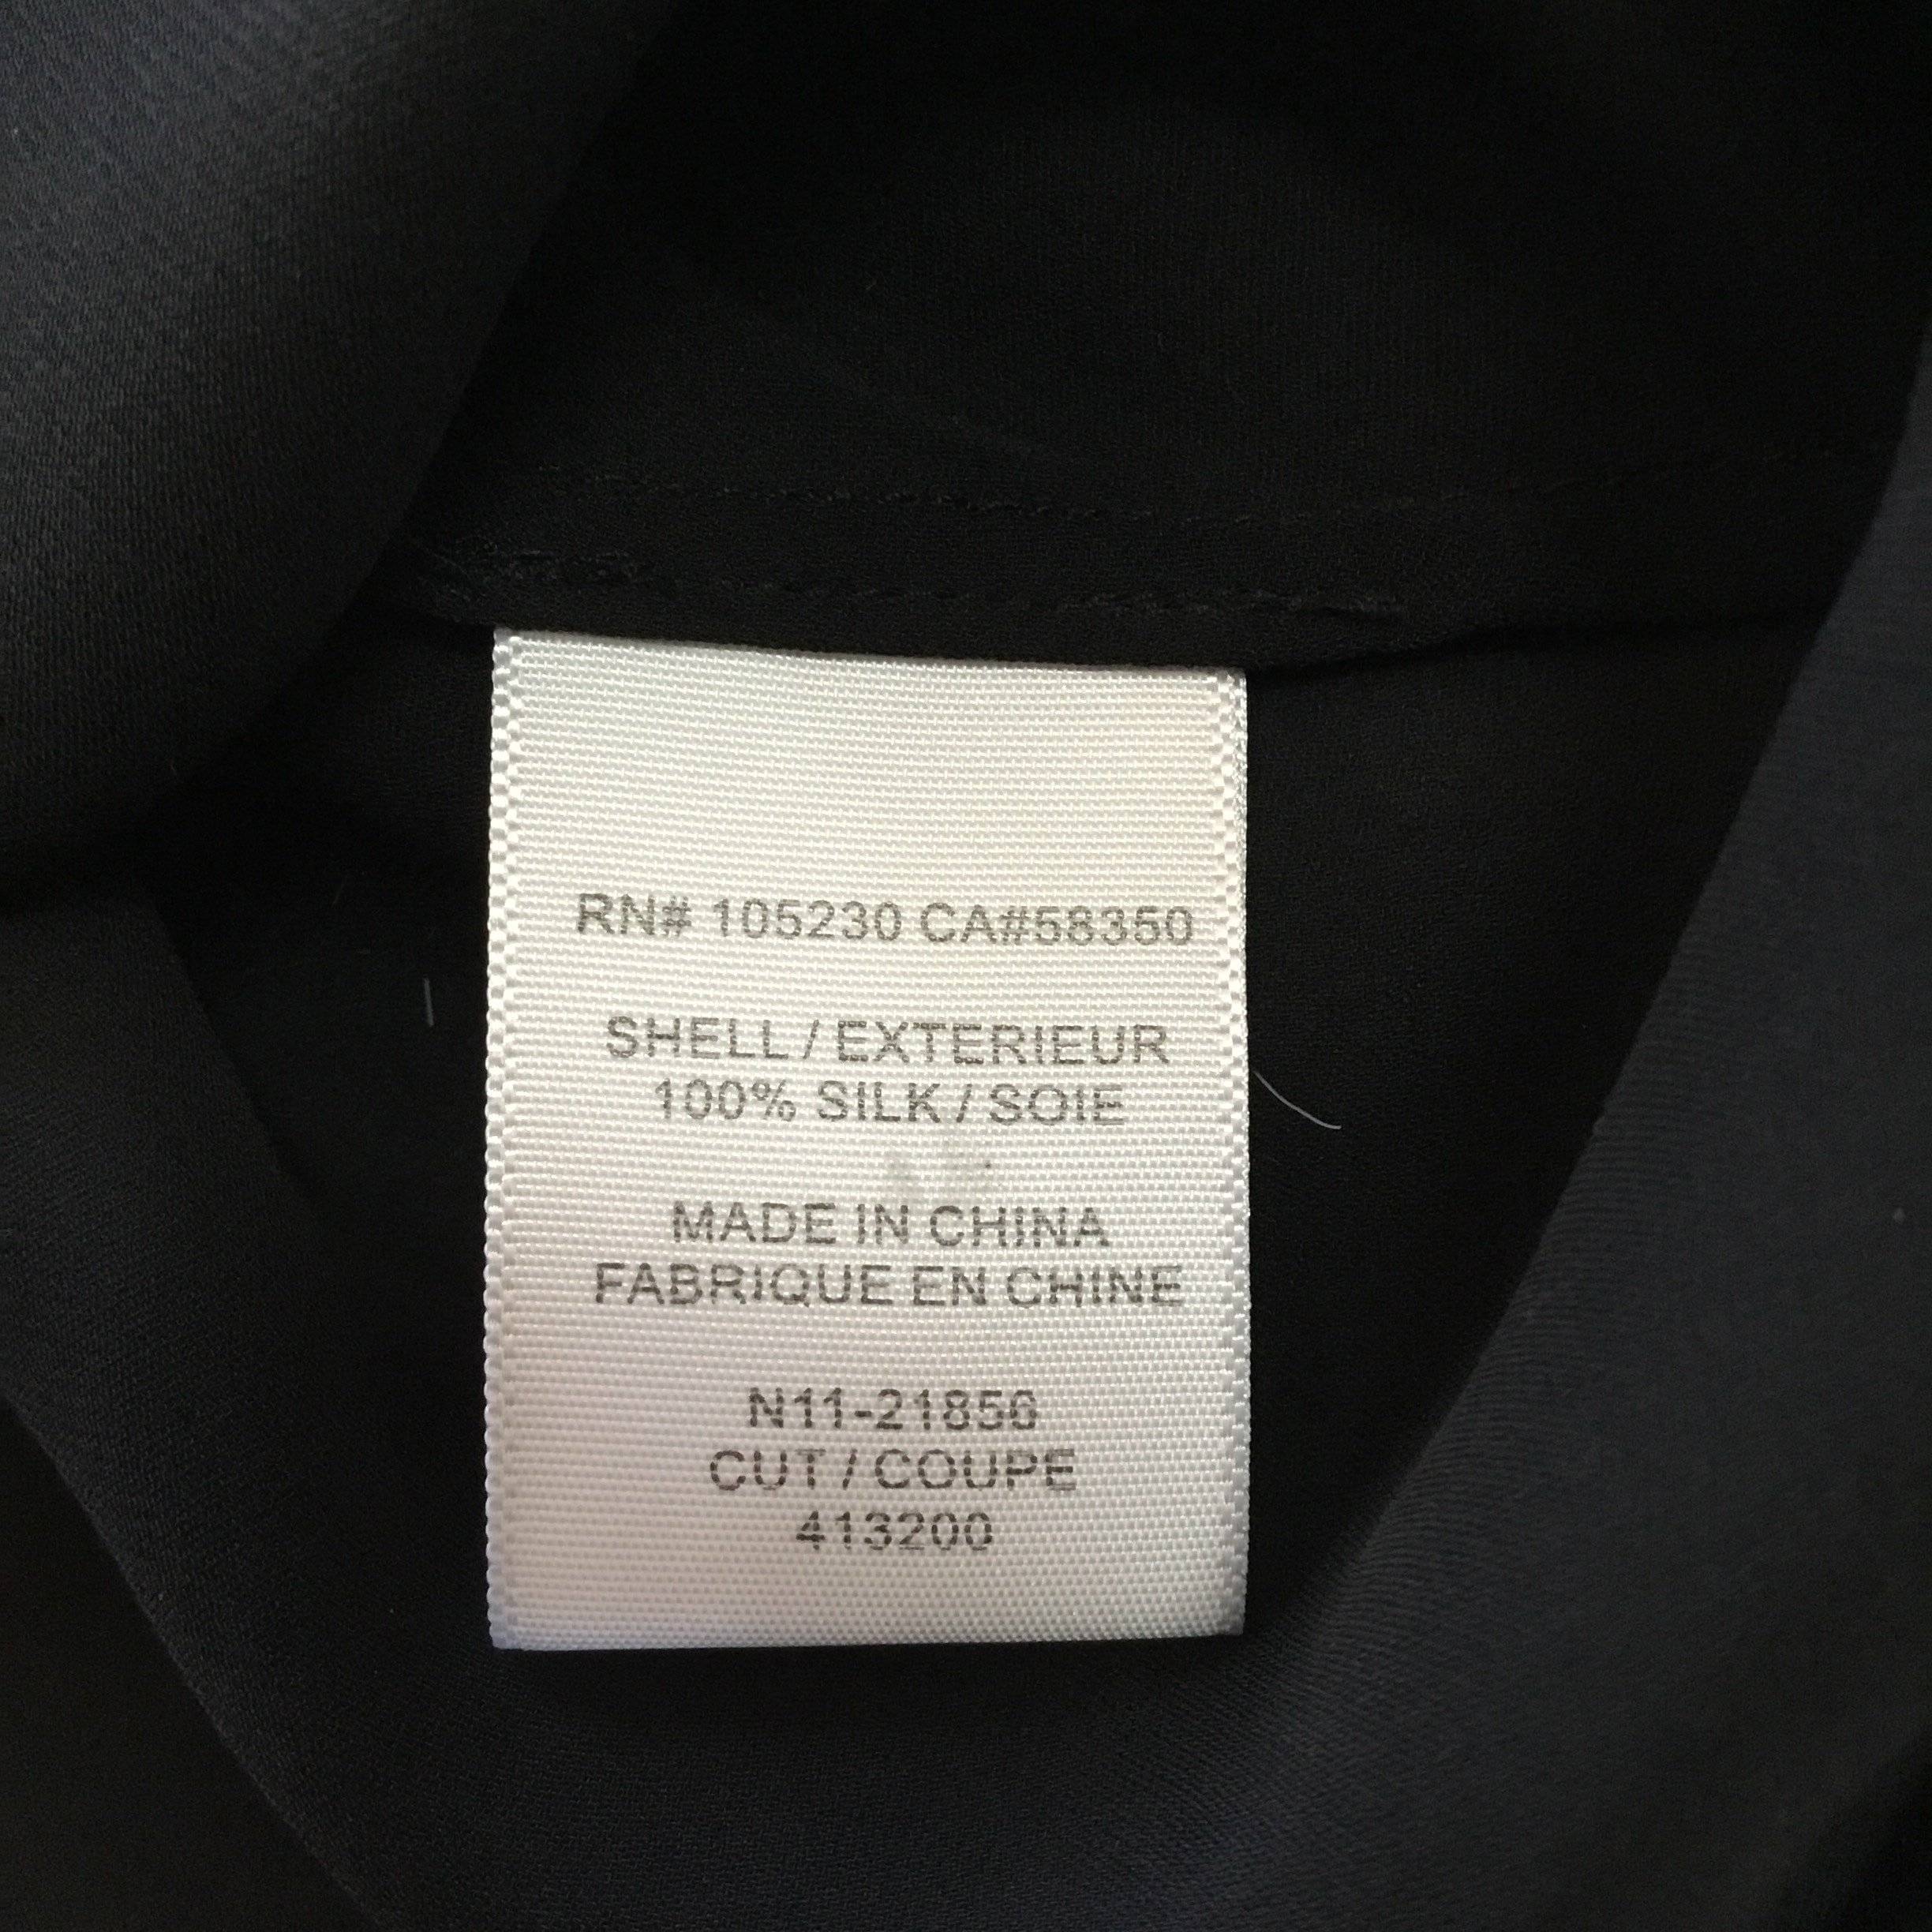 RN# 105230 CA#58350
SHELL / EXTERIEUR
100% SILK / SOIE
MADE IN CHINA
FABRIQUE EN CHINE
N11-21856
CUT / COUPE
413200